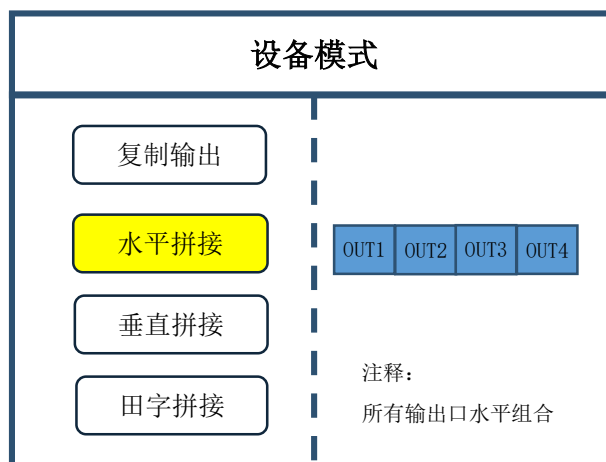 设备模式
复制输出
水平拼接
OUT1 OUT2 OUT3 OUT4
垂直拼接
田字拼接
注释：
所有输出口水平组合